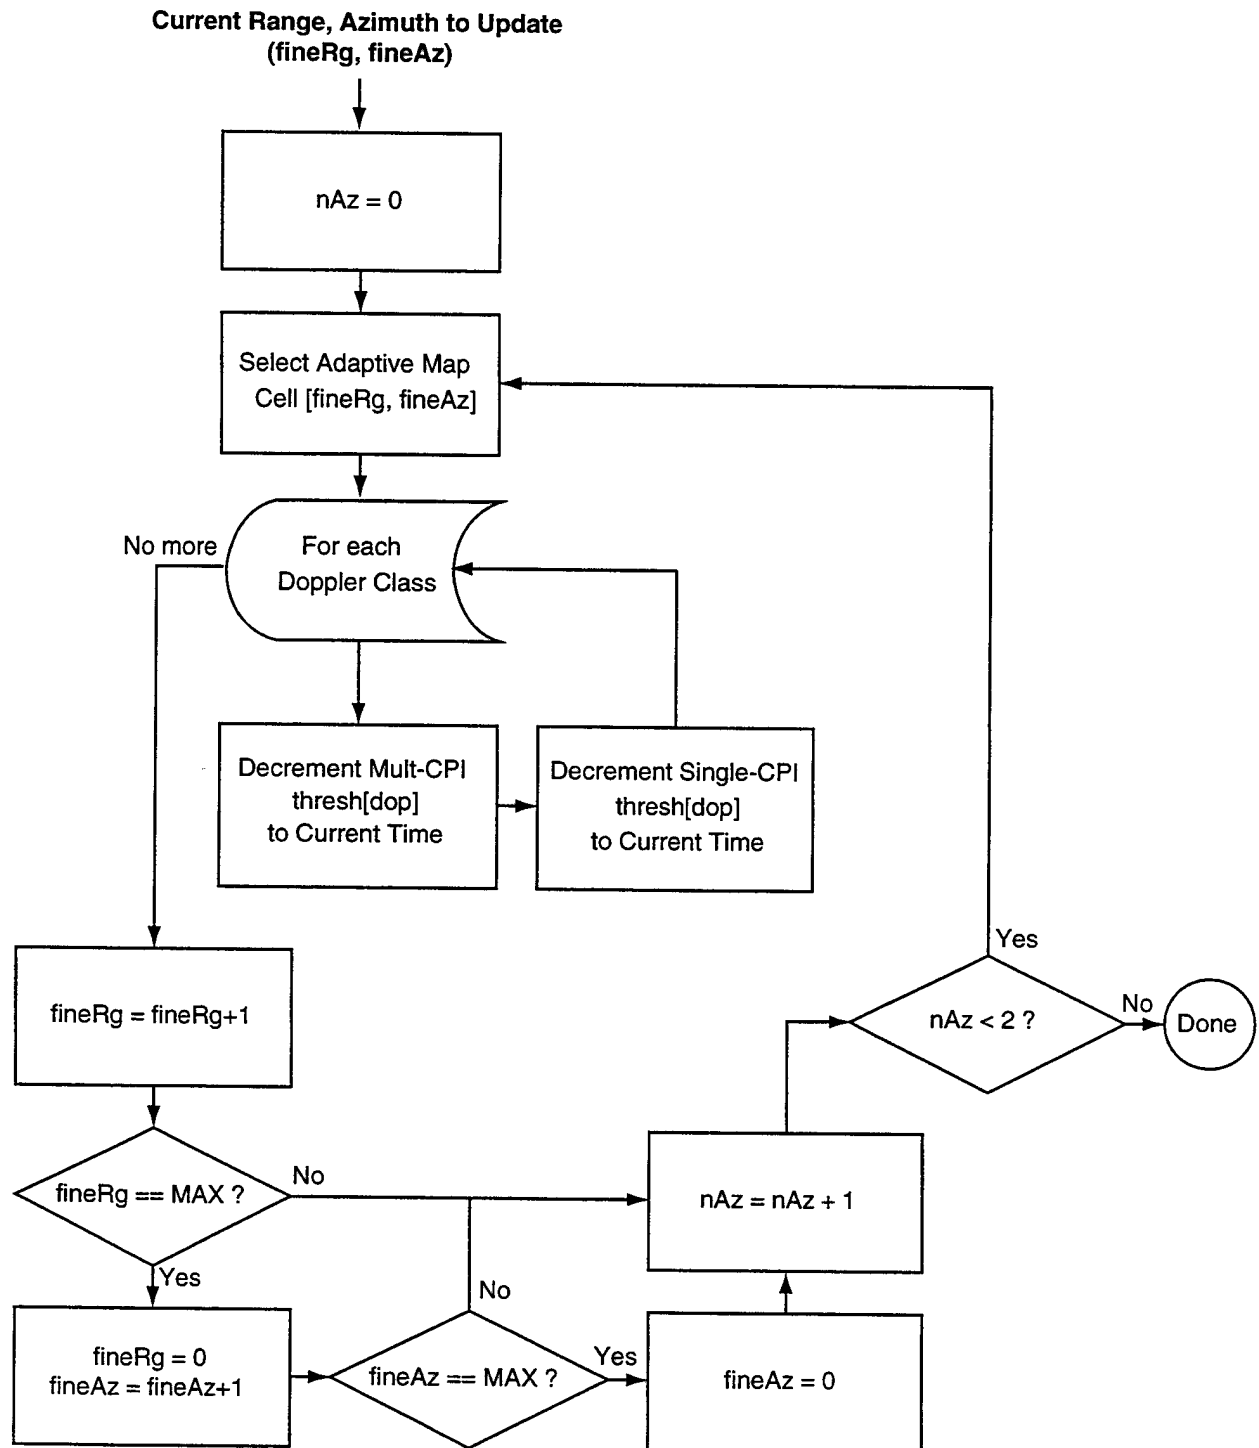 Current Range, Azimuth to Update
(fineRg, fineAz)
nAz = 0
Select Adaptive Map
Cell [fineRg, fineAz]
No more
For each
Doppler Class
Decrement Mult-CPI
thresh[dop]
to Current Time
Decrement Single-CPI
thresh[dop]
to Current Time
Yes
fineRg = fineRg+1
nAz < 2 ?
No
Done
fineRg == MAX ?
No
nAz = nAz + 1
Yes
No
fineRg = 0
fineAz = fineAz+1
fineAz == MAX ?
Yes
fineAz = 0